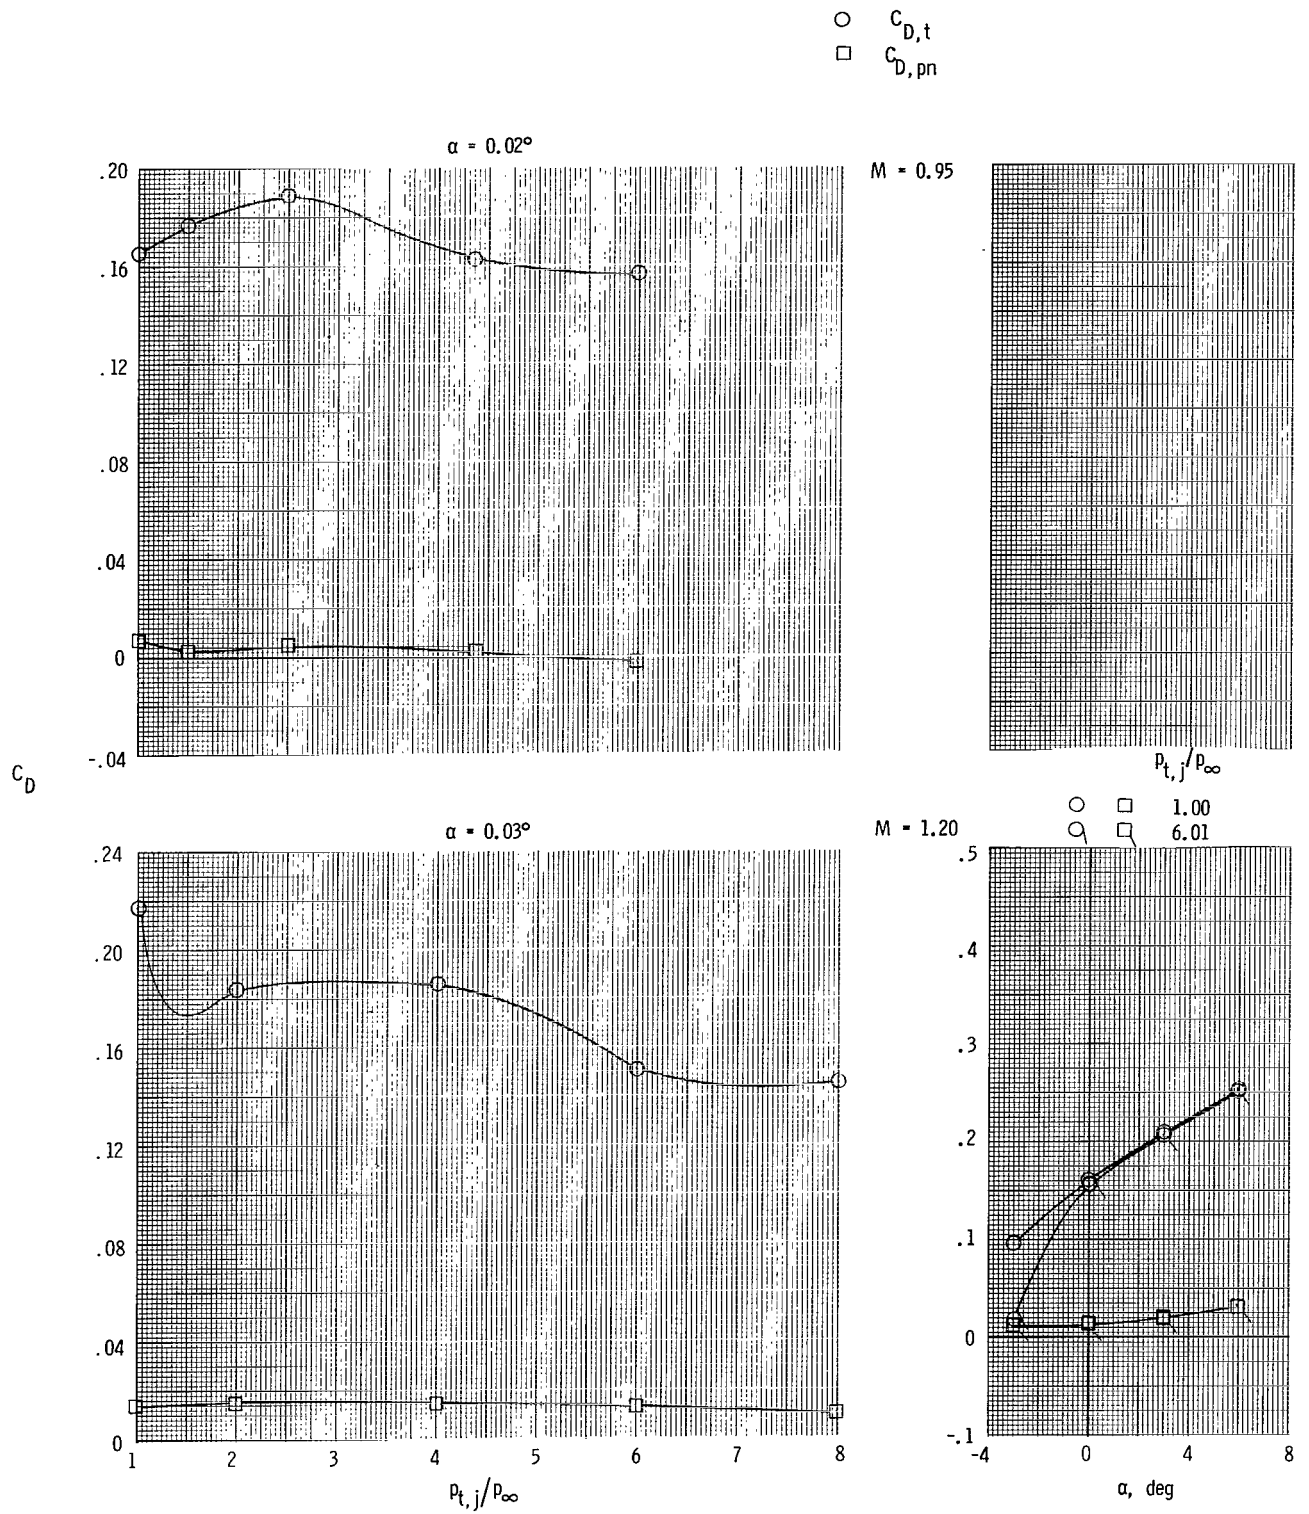 C_D,t
C_D,pn
α = 0.02°
M = 0.95
.20
.16
.12
.08
.04
0
-.04
C_D
p_t,j/p_∞
1.00
6.01
α = 0.03°
M = 1.20
.24
.20
.16
.12
.08
.04
0
1 2 3 4 5 6 7 8
p_t,j/p_∞
.5
.4
.3
.2
.1
0
-.1
-4 0 4 8
α, deg